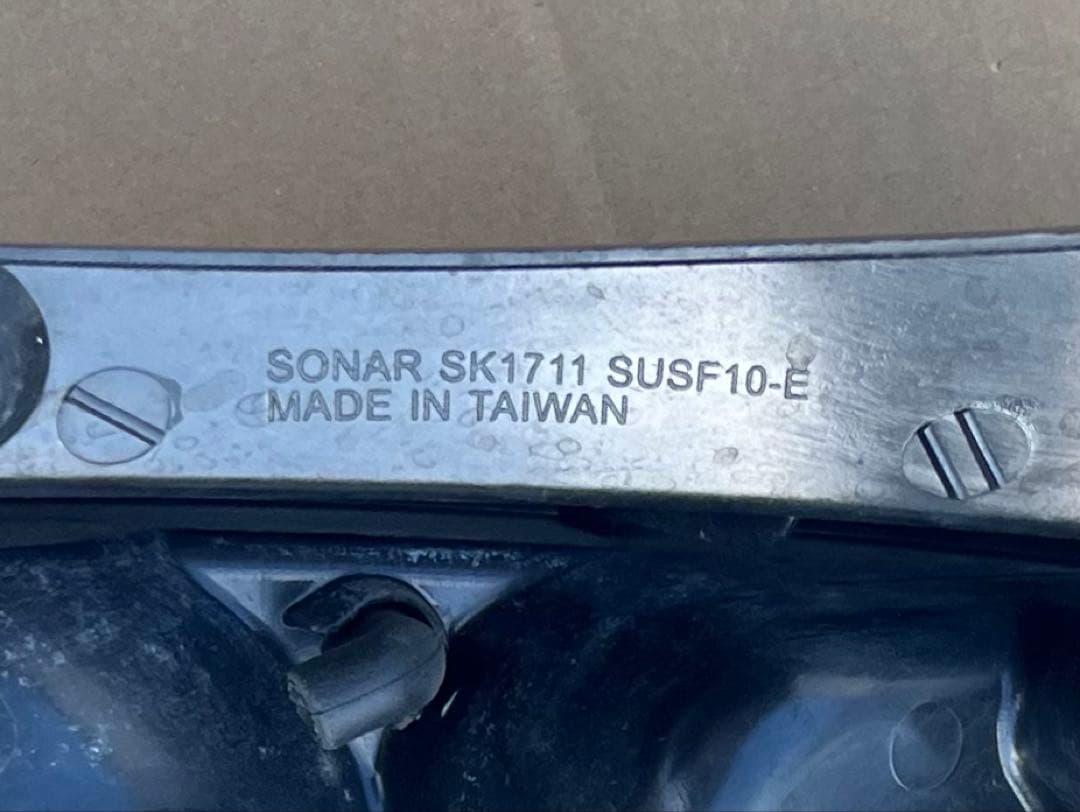 SONAR SK1711 SUSF10-E
MADE IN TAIWAN